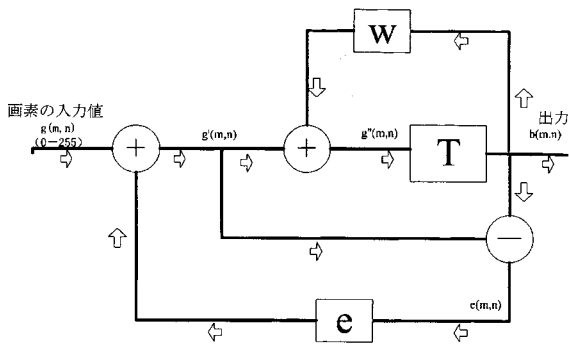 画素の入力値
g(m, n)
(0−255)
+
g'(m,n)
+
g"(m,n)
W
T
出力
b(m,n)
−
e(m,n)
e